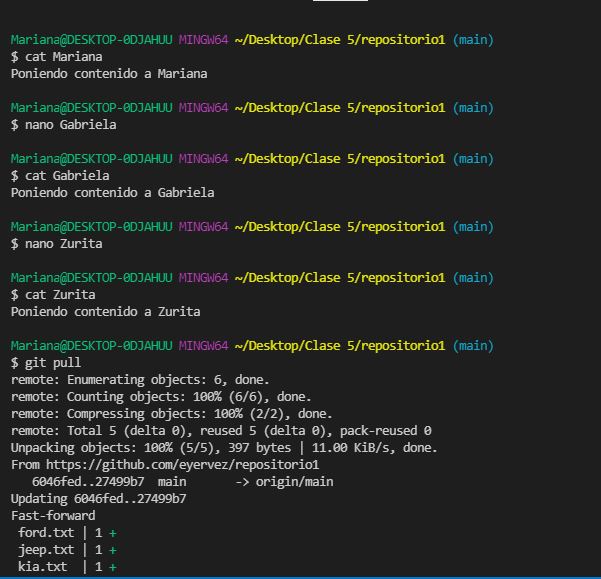 Mariana@DESKTOP-0DJAHUU MINGW64 ~/Desktop/Clase 5/repositorio1 (main)
$ cat Mariana
Poniendo contenido a Mariana
Mariana@DESKTOP-0DJAHUU MINGW64 ~/Desktop/Clase 5/repositorio1 (main)
$ nano Gabriela
Mariana@DESKTOP-0DJAHUU MINGW64 ~/Desktop/Clase 5/repositorio1 (main)
$ cat Gabriela
Poniendo contenido a Gabriela
Mariana@DESKTOP-0DJAHUU MINGW64 ~/Desktop/Clase 5/repositorio1 (main)
$ nano Zurita
Mariana@DESKTOP-0DJAHUU MINGW64 ~/Desktop/Clase 5/repositorio1 (main)
$ cat Zurita
Poniendo contenido a Zurita
Mariana@DESKTOP-0DJAHUU MINGW64 ~/Desktop/Clase 5/repositorio1 (main)
$ git pull
remote: Enumerating objects: 6, done.
remote: Counting objects: 100% (6/6), done.
remote: Compressing objects: 100% (2/2), done.
remote: Total 5 (delta 0), reused 5 (delta 0), pack-reused 0
Unpacking objects: 100% (5/5), 397 bytes | 11.00 KiB/s, done.
From https://github.com/eyervez/repositorio1
   6046fed..27499b7  main       -> origin/main
Updating 6046fed..27499b7
Fast-forward
 ford.txt | 1 +
 jeep.txt | 1 +
 kia.txt  | 1 +